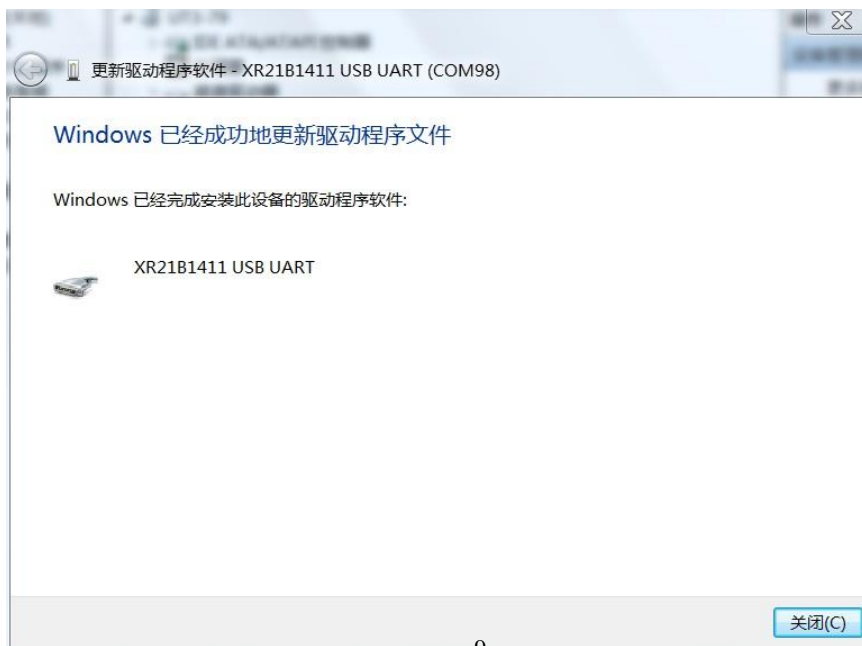 更新驱动程序软件 - XR21B1411 USB UART (COM98)
Windows 已经成功地更新驱动程序文件
Windows 已经完成安装此设备的驱动程序软件:
XR21B1411 USB UART
关闭(C)